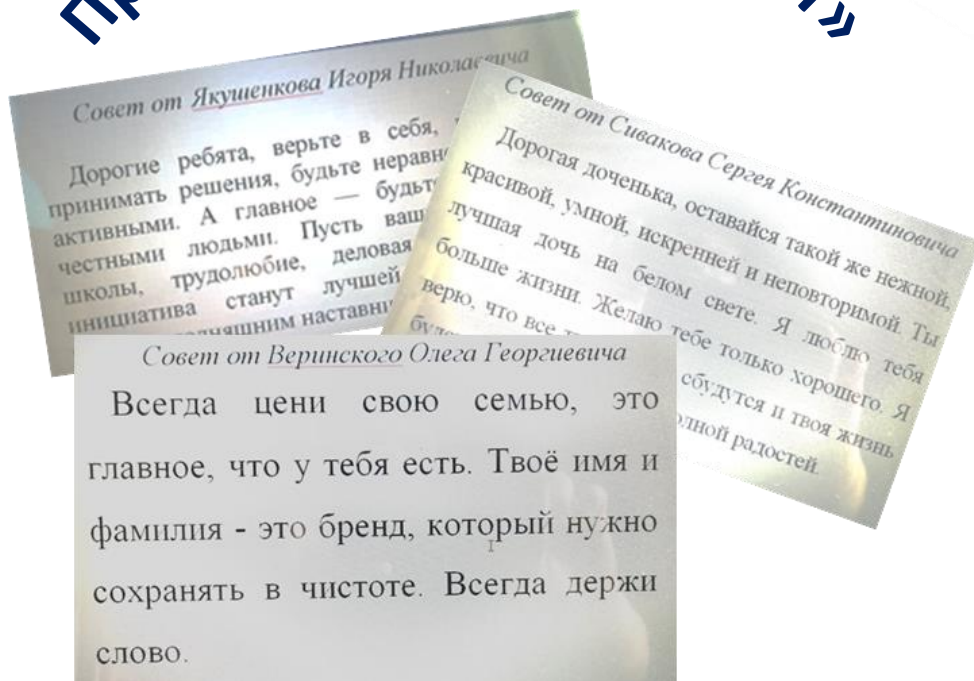 Совет от Якушенкова Игоря Николаевича
Дорогие ребята, верьте в себя,
принимать решения, будьте
активными. А главное —
честными людьми. Пусть
школы, трудолюбие, деловая
инициатива станут лучшей
Совет от Сивакова Сергея Константиновича
Дорогая доченька, оставайся такой же нежной,
красивой, умной, искренней и неповторимой. Ты
лучшая дочь на белом свете. Я люблю тебя
больше жизни. Желаю тебе только хорошего. Я
верю, что все
сбудутся и твоя жизнь
радостей.
Совет от Веринского Олега Георгиевича
Всегда цени свою семью, это
главное, что у тебя есть. Твоё имя и
фамилия - это бренд, который нужно
сохранять в чистоте. Всегда держи
слово.